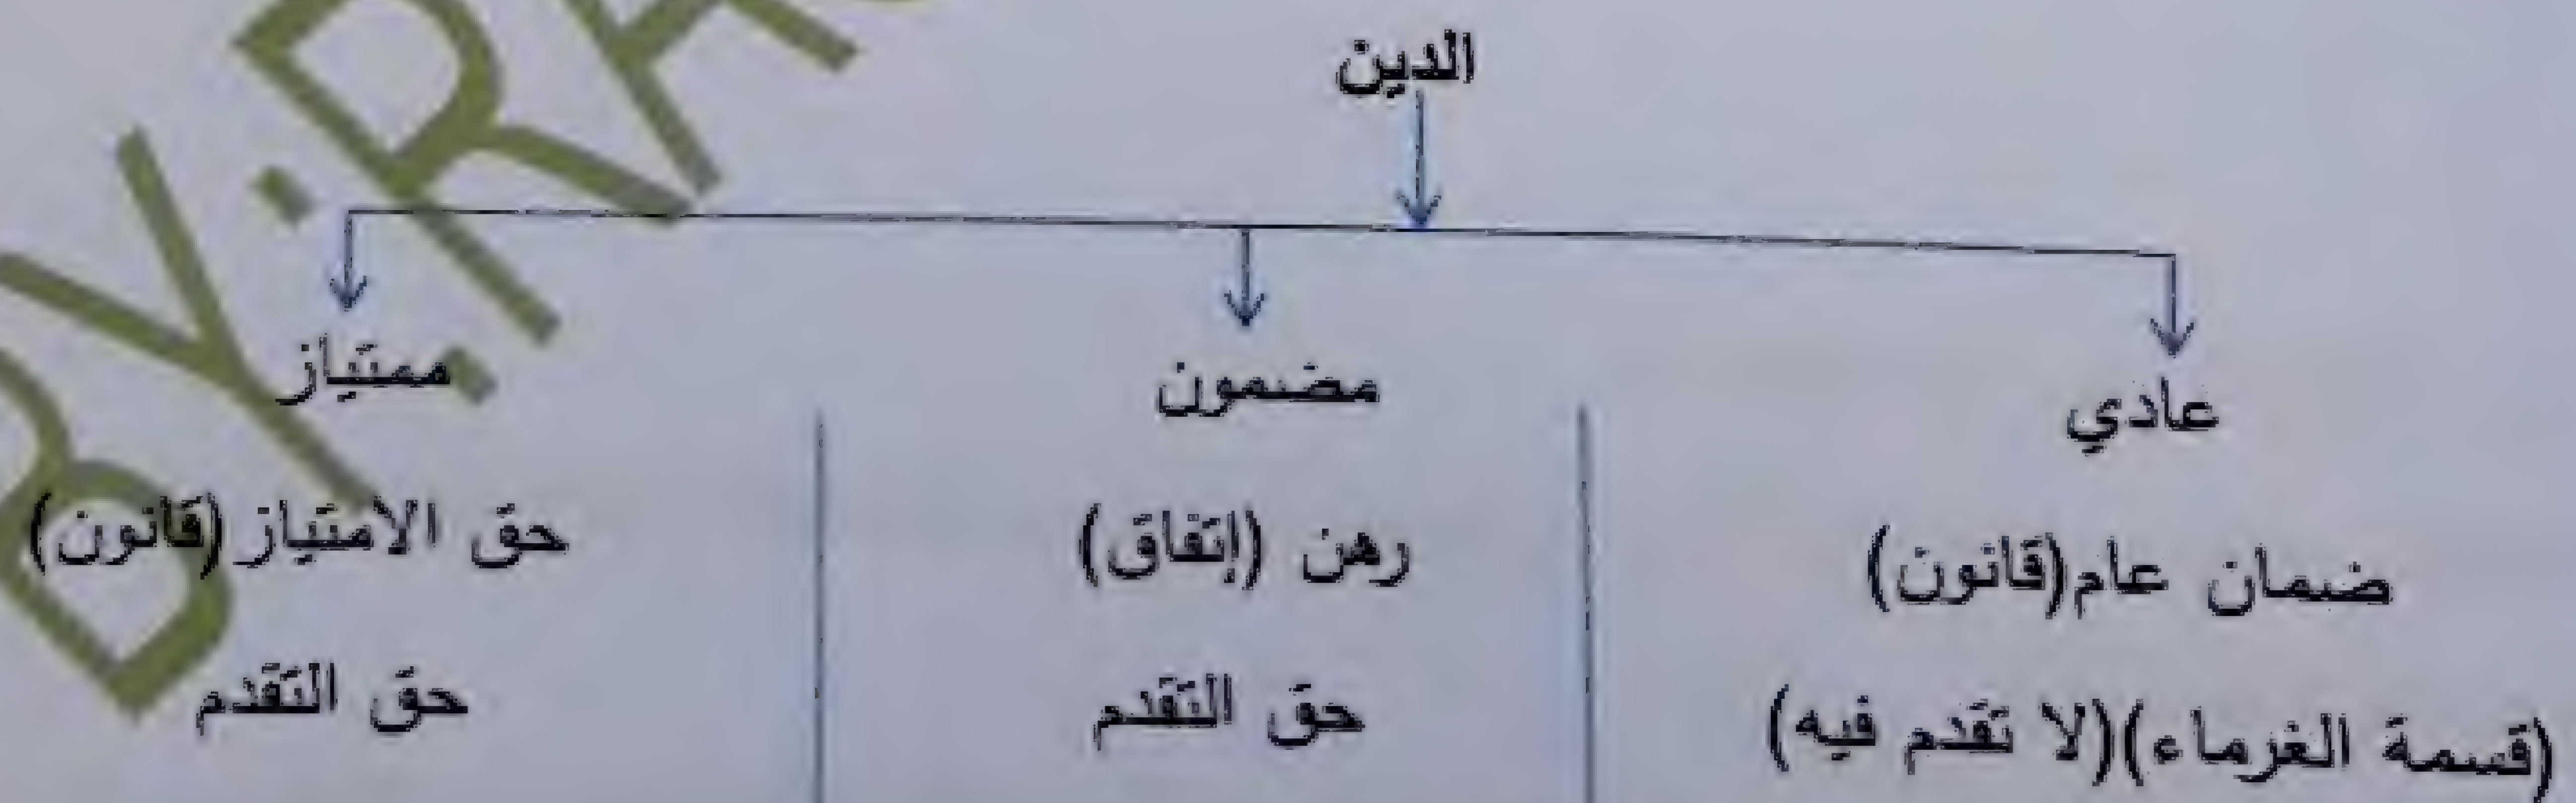 الدين
عادي
مضمون
ممتياز
ضمان عام(قانون)
رهن (إتفاق)
حق الامتياز(قانون)
(قسمة الغرماء)(لا تقدم فيه)
حق التقدم
حق التقدم